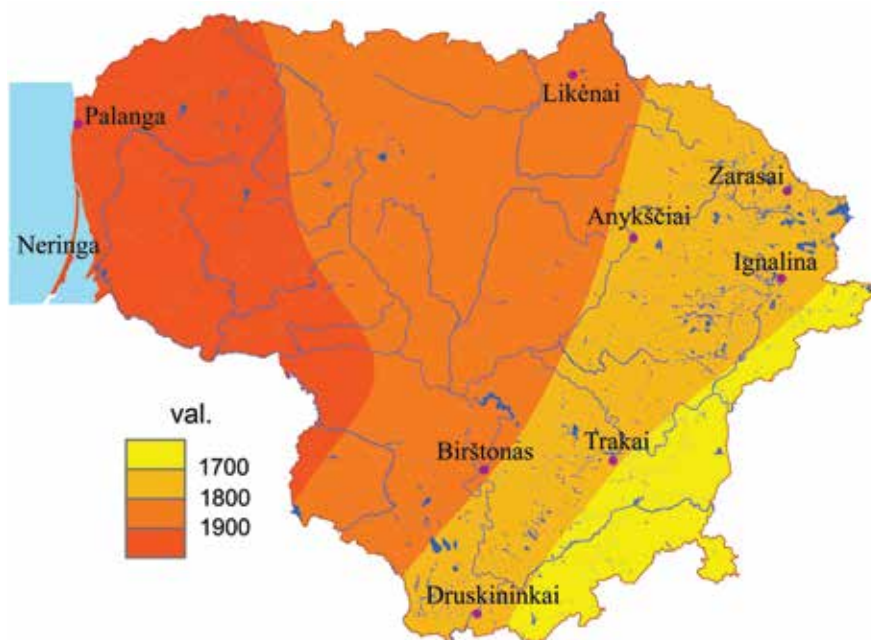 Likėnai
Palanga
Zarasai
Anykščiai
Neringa
Ignalina
val.
1700
1800
1900
Birštonas
Trakai
Druskininkai